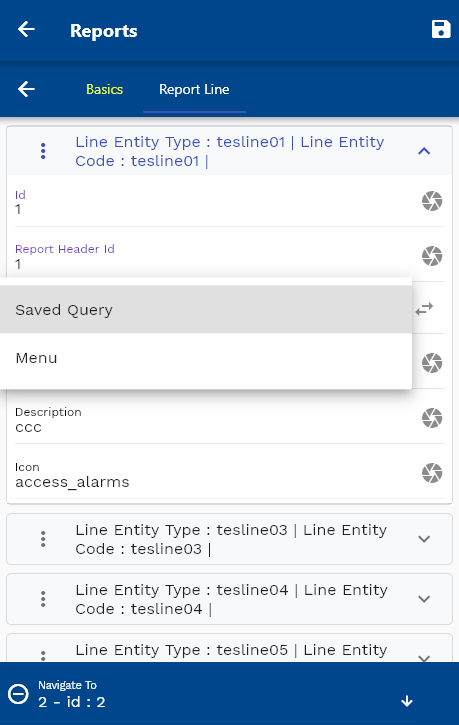 Reports
Basics
Report Line
Line Entity Type : tesline01 | Line Entity
Code : tesline01 |
Id
1
Report Header Id
1
Saved Query
Menu
Description
ccc
Icon
access_alarms
Line Entity Type : tesline03 | Line Entity
Code : tesline03 |
Line Entity Type : tesline04 | Line Entity
Code : tesline04 |
Line Entity Type : tesline05 | Line Entity
Navigate To
2 - id : 2